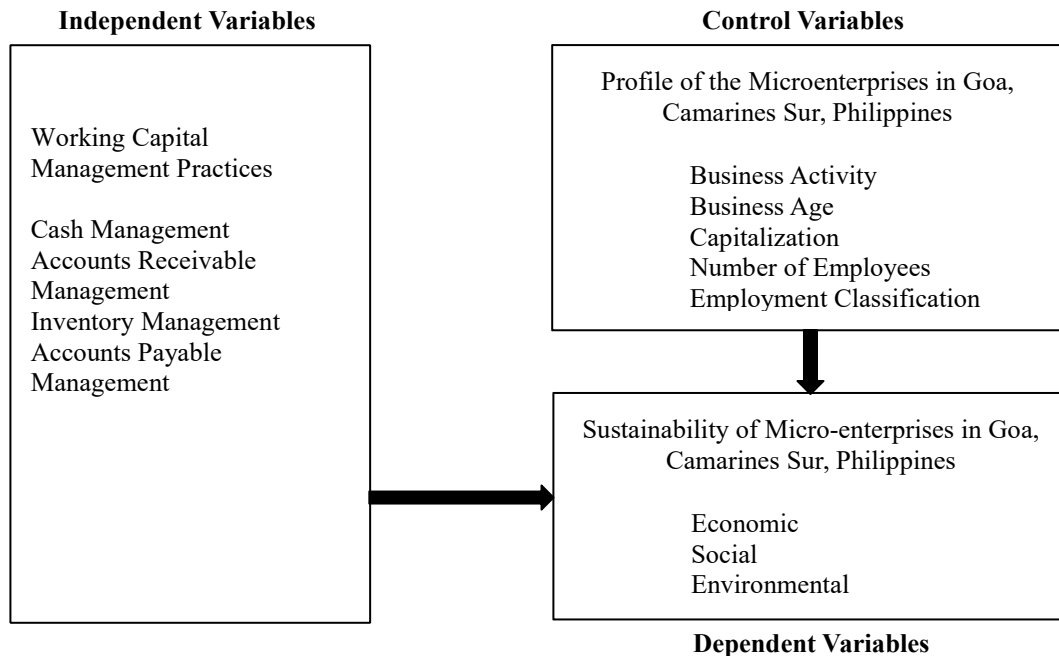 Independent Variables
Working Capital
Management Practices
Cash Management
Accounts Receivable
Management
Inventory Management
Accounts Payable
Management
Control Variables
Profile of the Microenterprises in Goa,
Camarines Sur, Philippines
Business Activity
Business Age
Capitalization
Number of Employees
Employment Classification
Sustainability of Micro-enterprises in Goa,
Camarines Sur, Philippines
Economic
Social
Environmental
Dependent Variables